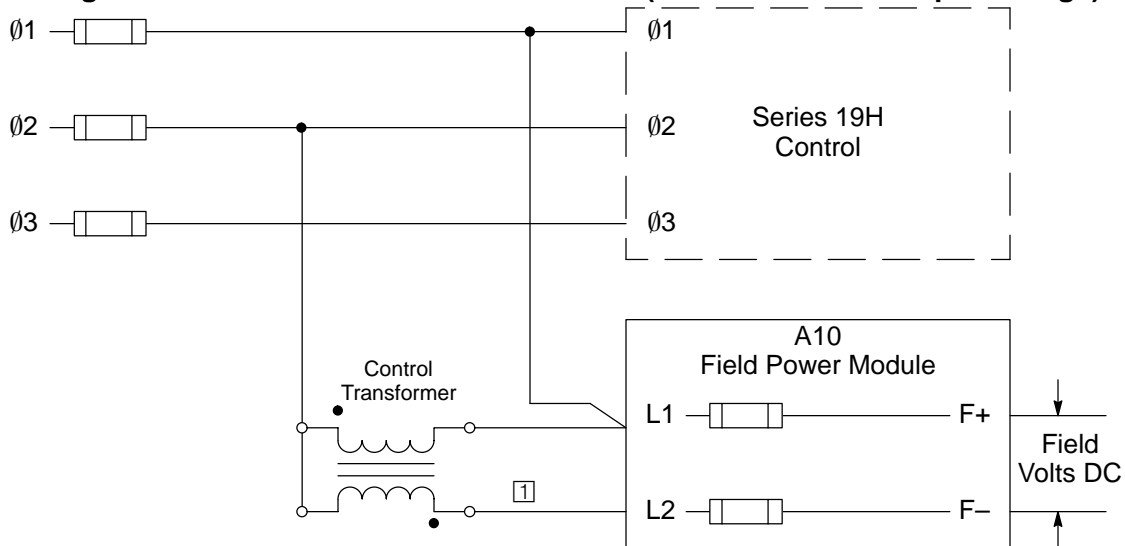 Ø1
Ø1
Ø2
Ø2
Series 19H
Control
Ø3
Ø3
A10
Field Power Module
Control
Transformer
L1
F+
Field
Volts DC
1
L2
F–